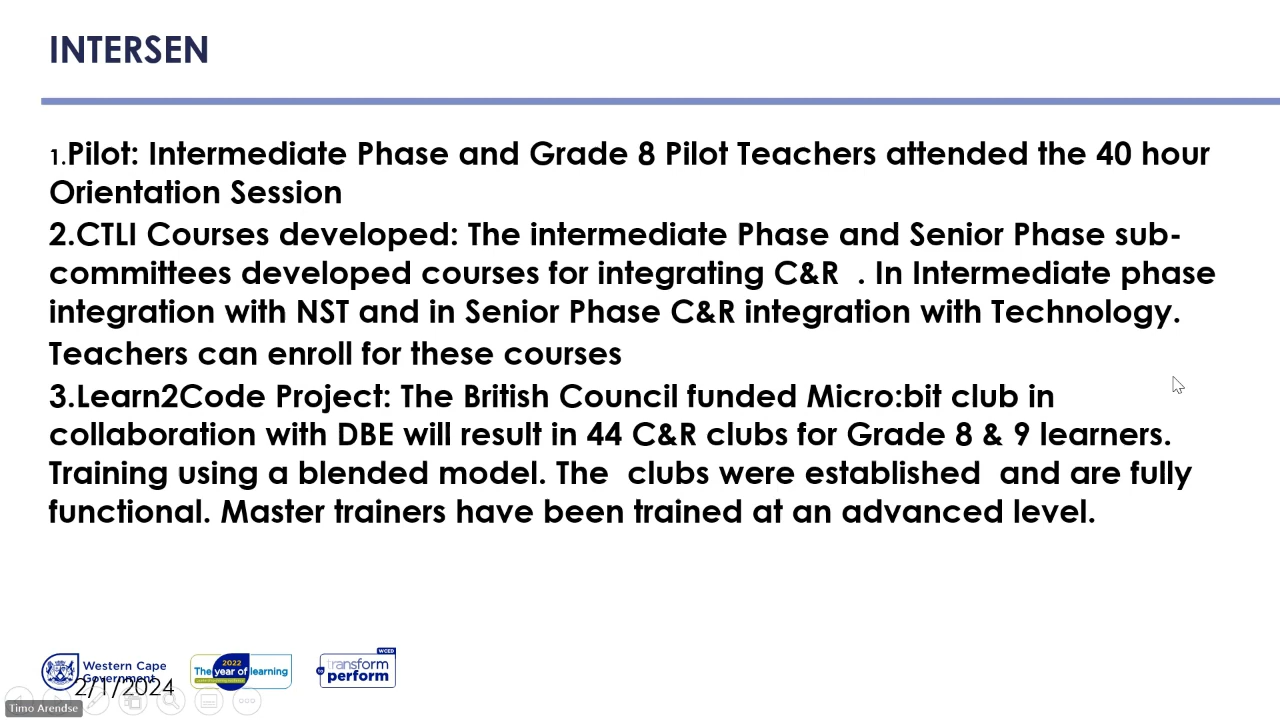 INTERSEN
1.Pilot: Intermediate Phase and Grade 8 Pilot Teachers attended the 40 hour
Orientation Session
2.CTLI Courses developed: The intermediate Phase and Senior Phase sub-
committees developed courses for integrating C&R  . In Intermediate phase
integration with NST and in Senior Phase C&R integration with Technology.
Teachers can enroll for these courses
3.Learn2Code Project: The British Council funded Micro:bit club in
collaboration with DBE will result in 44 C&R clubs for Grade 8 & 9 learners.
Training using a blended model. The  clubs were established  and are fully
functional. Master trainers have been trained at an advanced level.
Western Cape
Government
2/1/2024
2022
The year of learning
WCED
transform
to perform
Timo Arendse